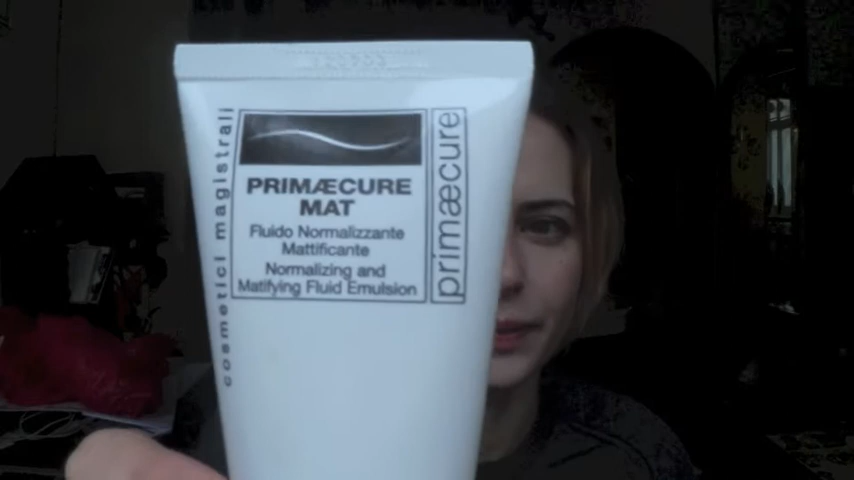 cosmetici magistrali
PRIMÆCURE
MAT
Fluido Normalizzante
Mattificante
Normalizing and
Matifying Fluid Emulsion
primæcure